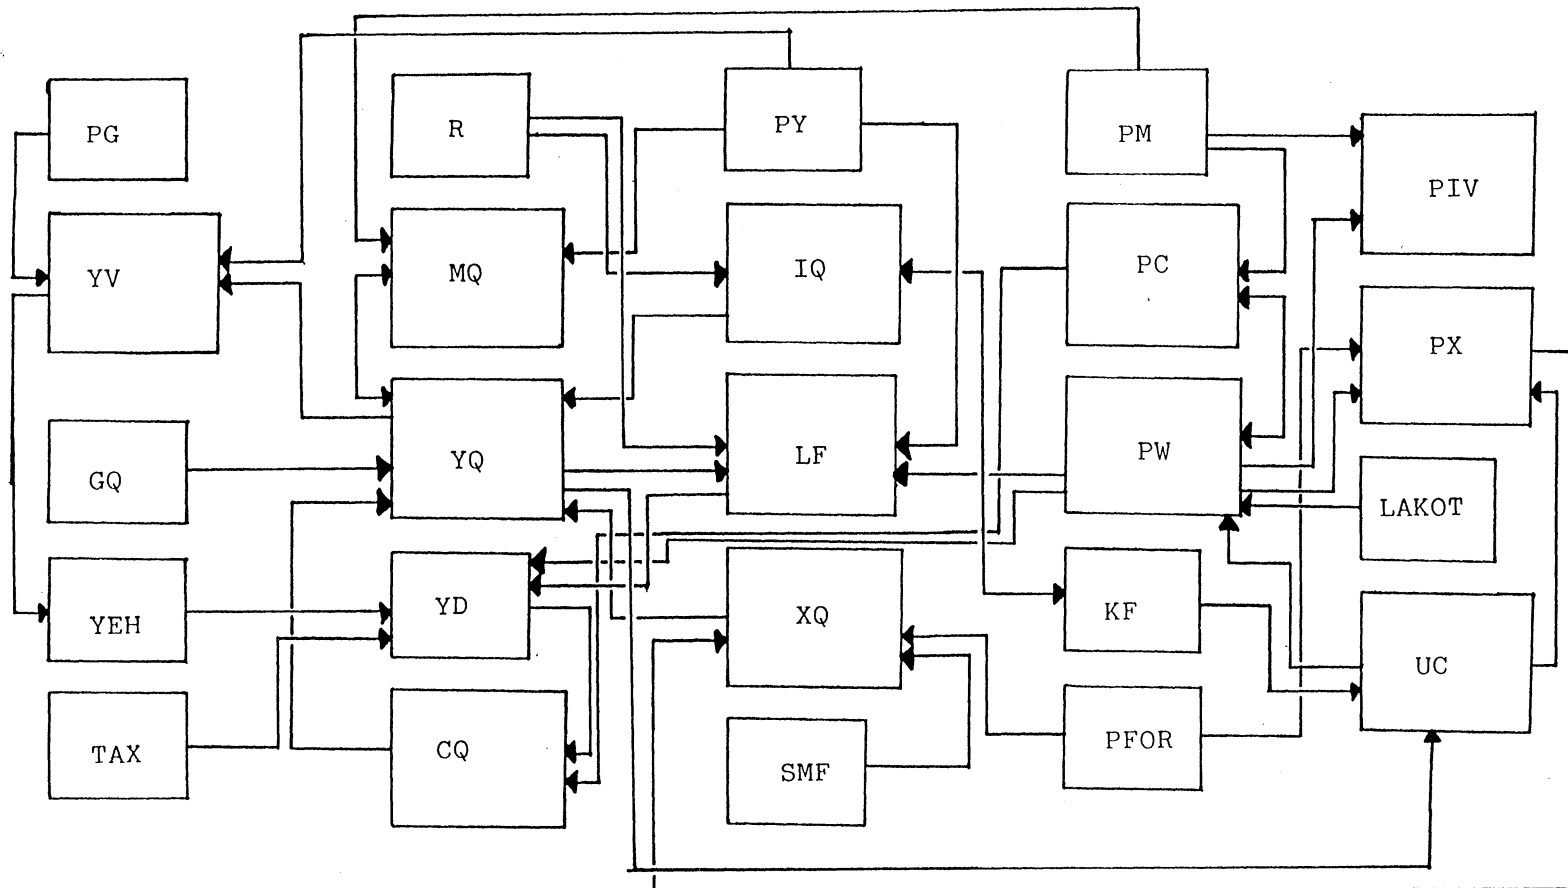 PG
R
PY
PM
PIV
YV
MQ
IQ
PC
PX
GQ
YQ
LF
PW
LAKOT
YEH
YD
XQ
KF
UC
TAX
CQ
SMF
PFOR